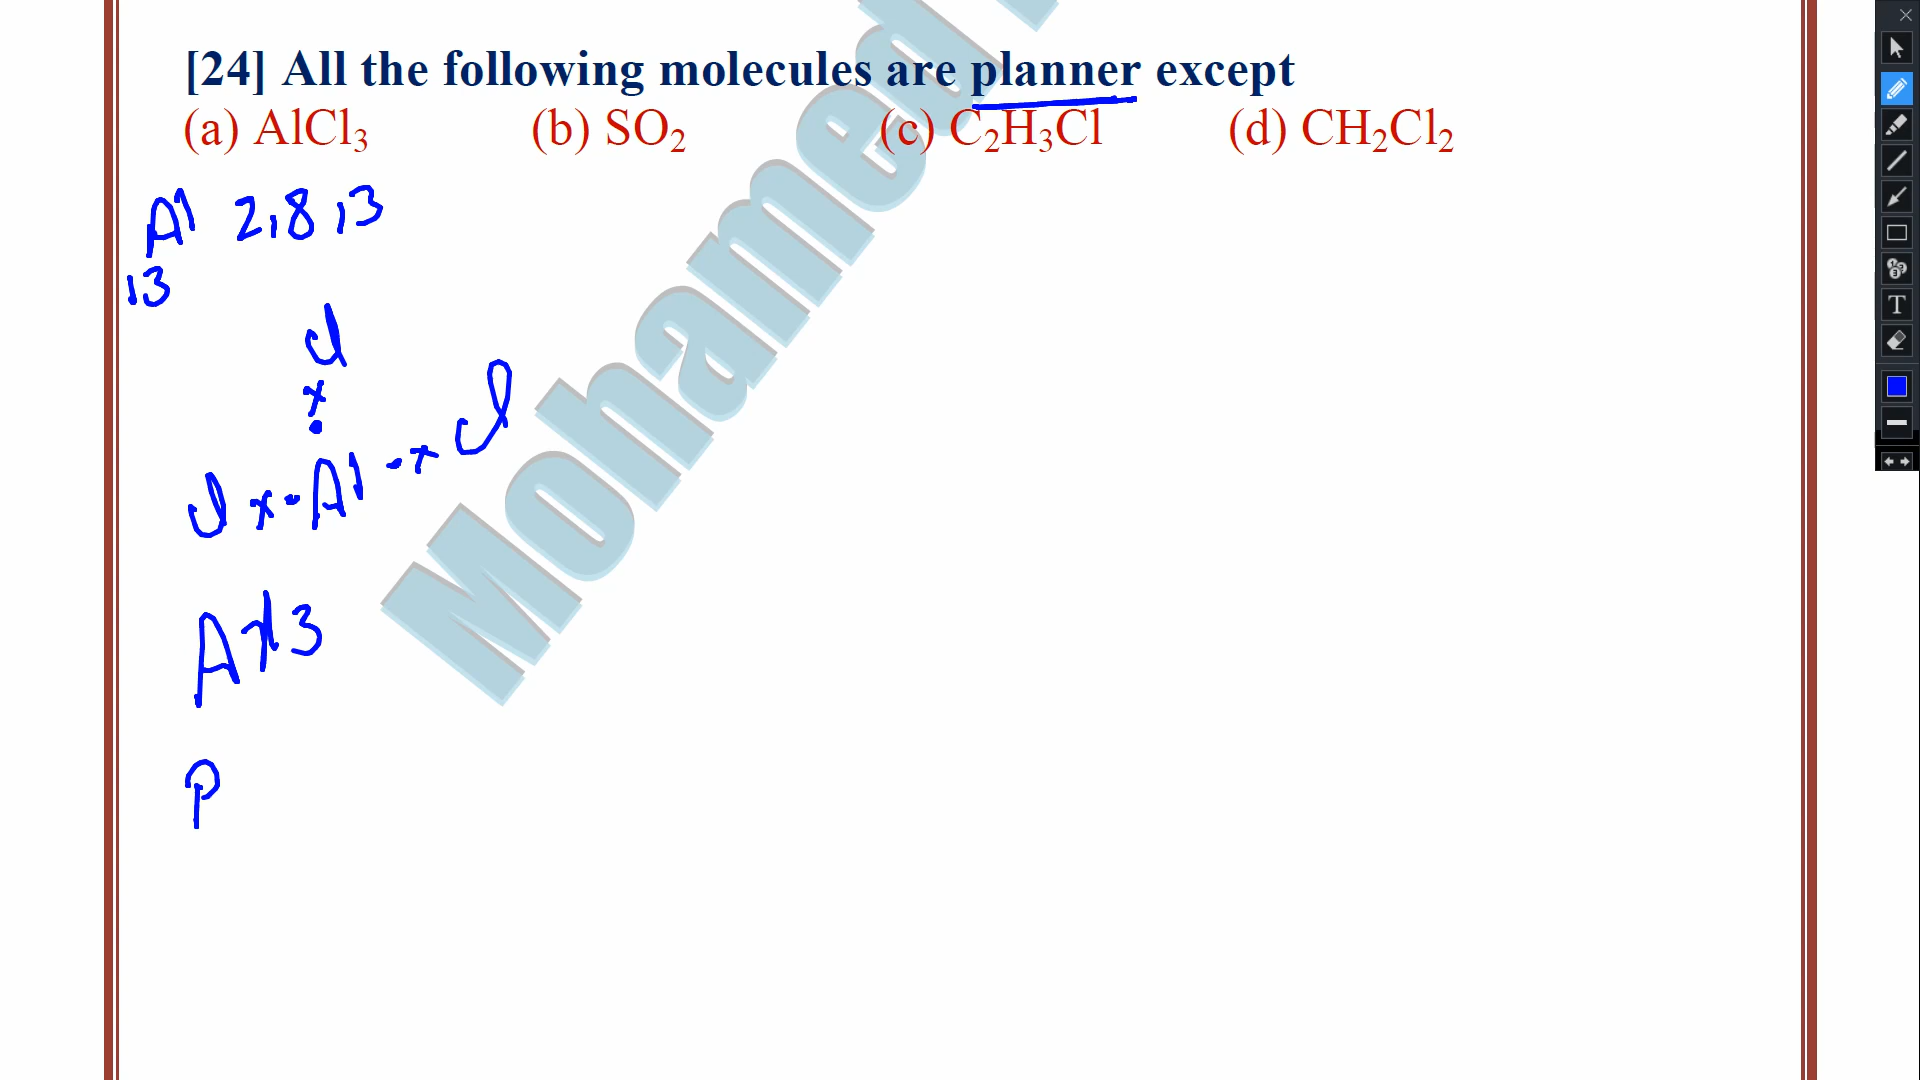 [24] All the following molecules are planner except
(a) AlCl₃ (b) SO₂ (c) C₂H₃Cl (d) CH₂Cl₂
Al 2,8,3
13
Cl
x
•
Cl x • Al • x Cl
AX3
P
Mohamed
T